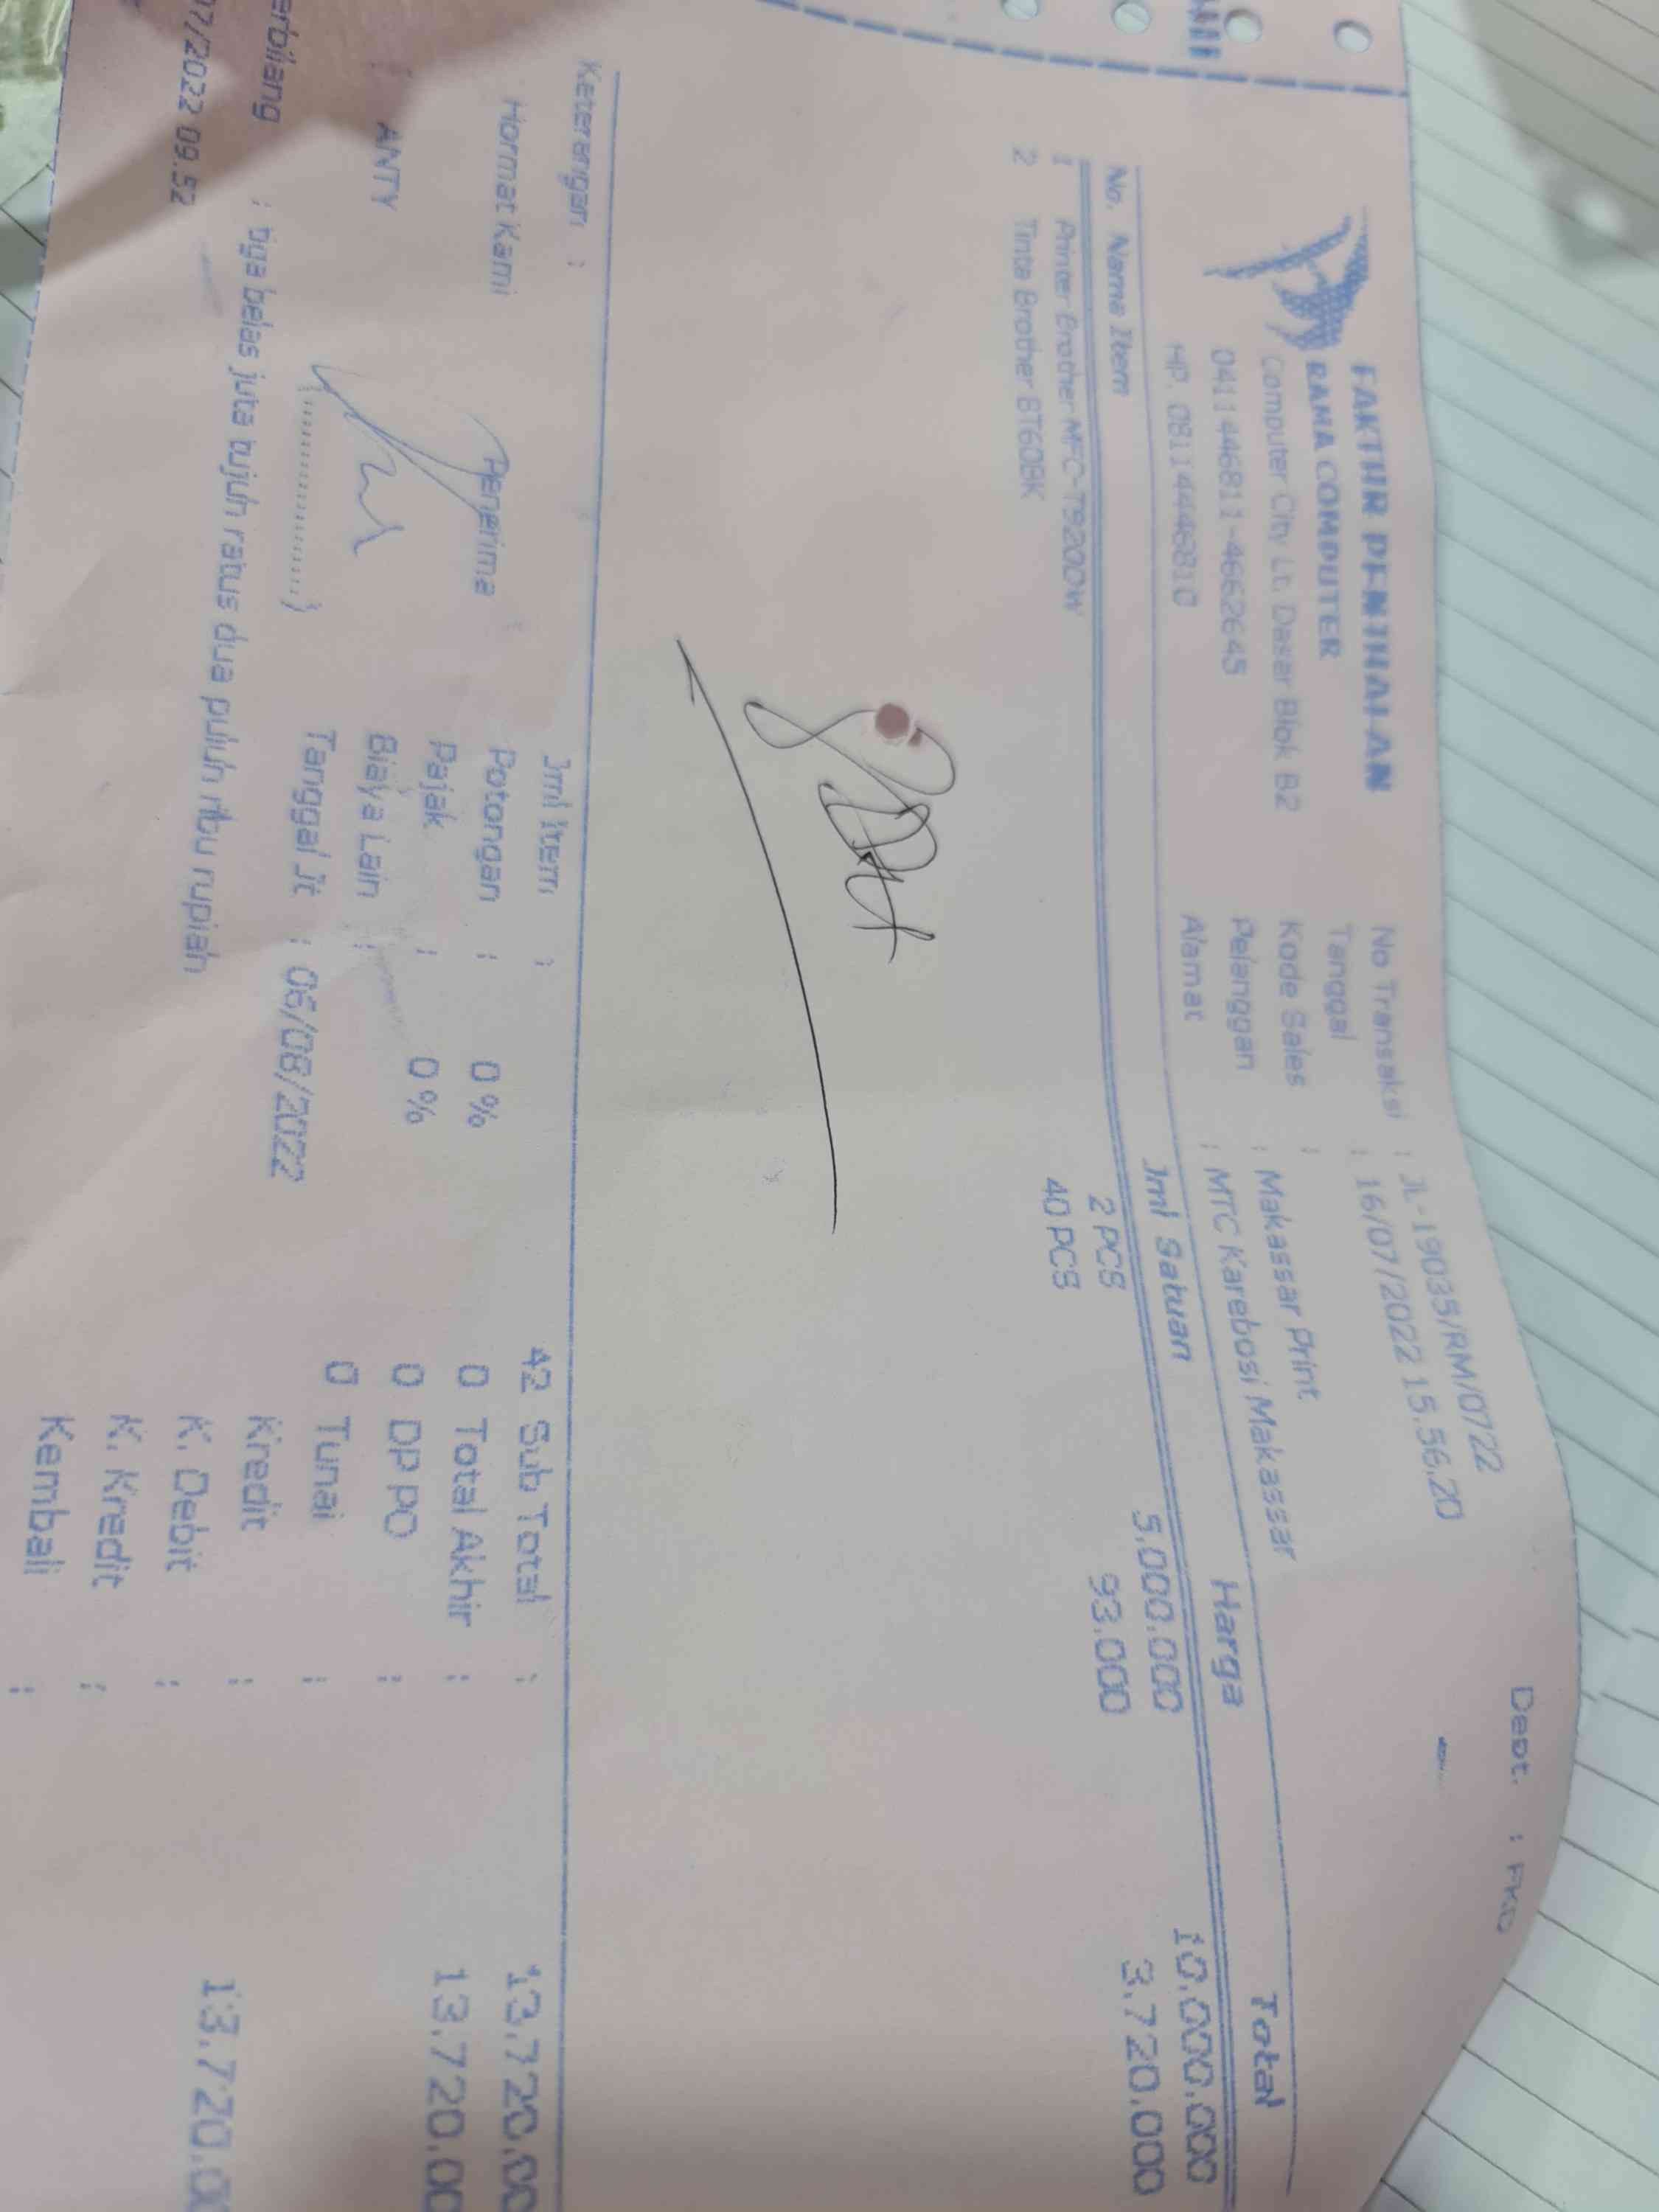 FAKTUR PENJUALAN
RAMA COMPUTER
Computer City Lt. Dasar Blok B2
0411 446811-4662645
HP. 08114446810
No Transaksi : JL-19035/RM/07/22
Tanggal : 16/07/2022 15.56.20
Kode Sales :
Pelanggan : Makassar Print
Alamat : MTC Karebosi Makassar
Dept. : FKD
No. Nama Item Jml Satuan Harga Total
1 Printer Brother MFC-T920DW 2 PCS 5.000.000 10.000.000
2 Tinta Brother BT60BK 40 PCS 93.000 3.720.000
Keterangan :
Hormat Kami Penerima
ANTY (.............)
Jml Item : 42 Sub Total : 13.720.00
Potongan : 0 % 0 Total Akhir : 13.720.00
Pajak : 0 % 0 DP PO :
Biaya Lain : 0 Tunai :
Tanggal Jt : 06/08/2022 Kredit : 13.720.00
K. Debit :
K. Kredit :
Kembali :
erbilang : tiga belas juta tujuh ratus dua puluh ribu rupiah
07/2022 09.52